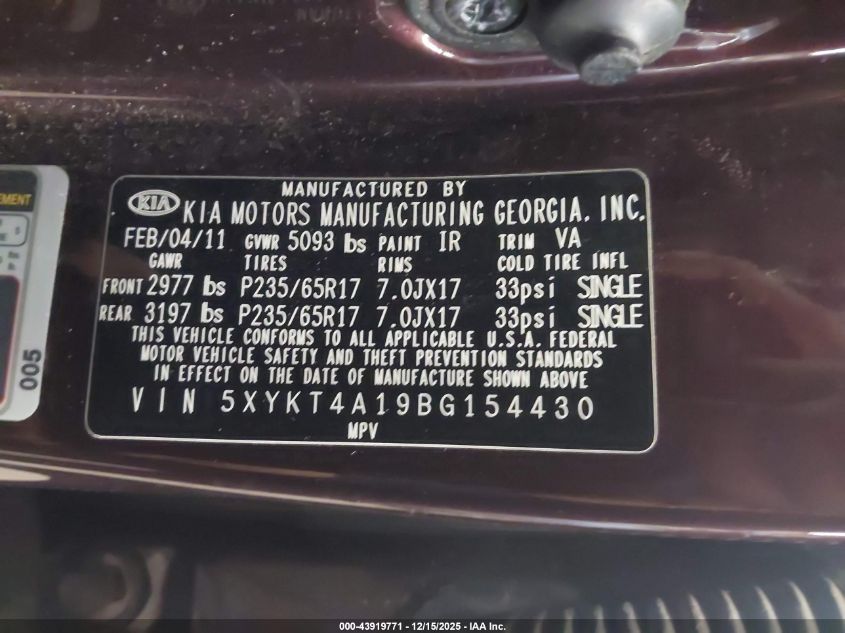 MANUFACTURED BY
KIA KIA MOTORS MANUFACTURING GEORGIA, INC.
FEB/04/11 GVWR 5093 lbs PAINT IR TRIM VA
GAWR TIRES RIMS COLD TIRE INFL
FRONT 2977 lbs P235/65R17 7.0JX17 33psi SINGLE
REAR 3197 lbs P235/65R17 7.0JX17 33psi SINGLE
THIS VEHICLE CONFORMS TO ALL APPLICABLE U.S.A. FEDERAL
MOTOR VEHICLE SAFETY AND THEFT PREVENTION STANDARDS
IN EFFECT ON THE DATE OF MANUFACTURE SHOWN ABOVE
VIN 5XYKT4A19BG154430
MPV
005
000-43919771 - 12/15/2025 - IAA Inc.